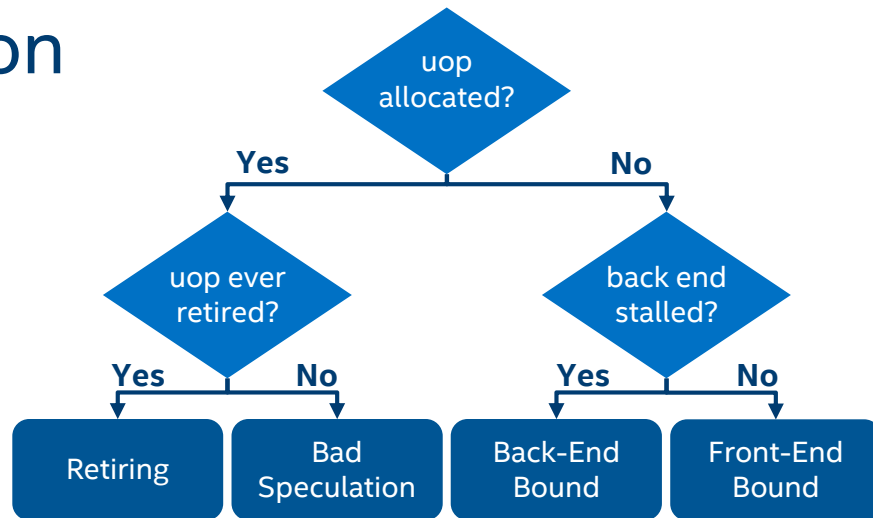 on
uop
allocated?
Yes
No
uop ever
retired?
back end
stalled?
Yes
No
Yes
No
Retiring
Bad
Speculation
Back-End
Bound
Front-End
Bound